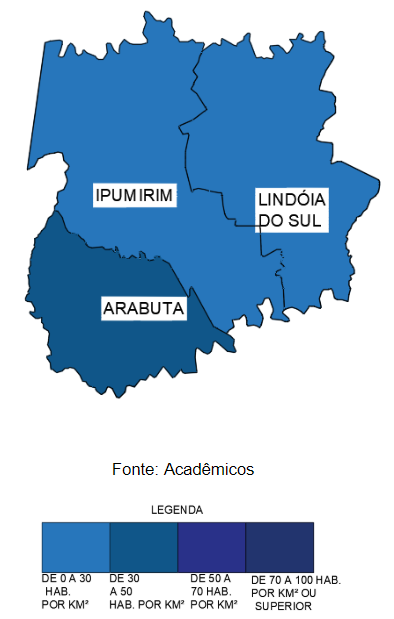 IPUMIRIM
LINDÓIA
DO SUL
ARABUTA
Fonte: Acadêmicos
LEGENDA
DE 0 A 30
HAB.
POR KM²
DE 30
A 50
HAB. POR KM²
DE 50 A
70 HAB.
POR KM²
DE 70 A 100 HAB.
POR KM² OU
SUPERIOR